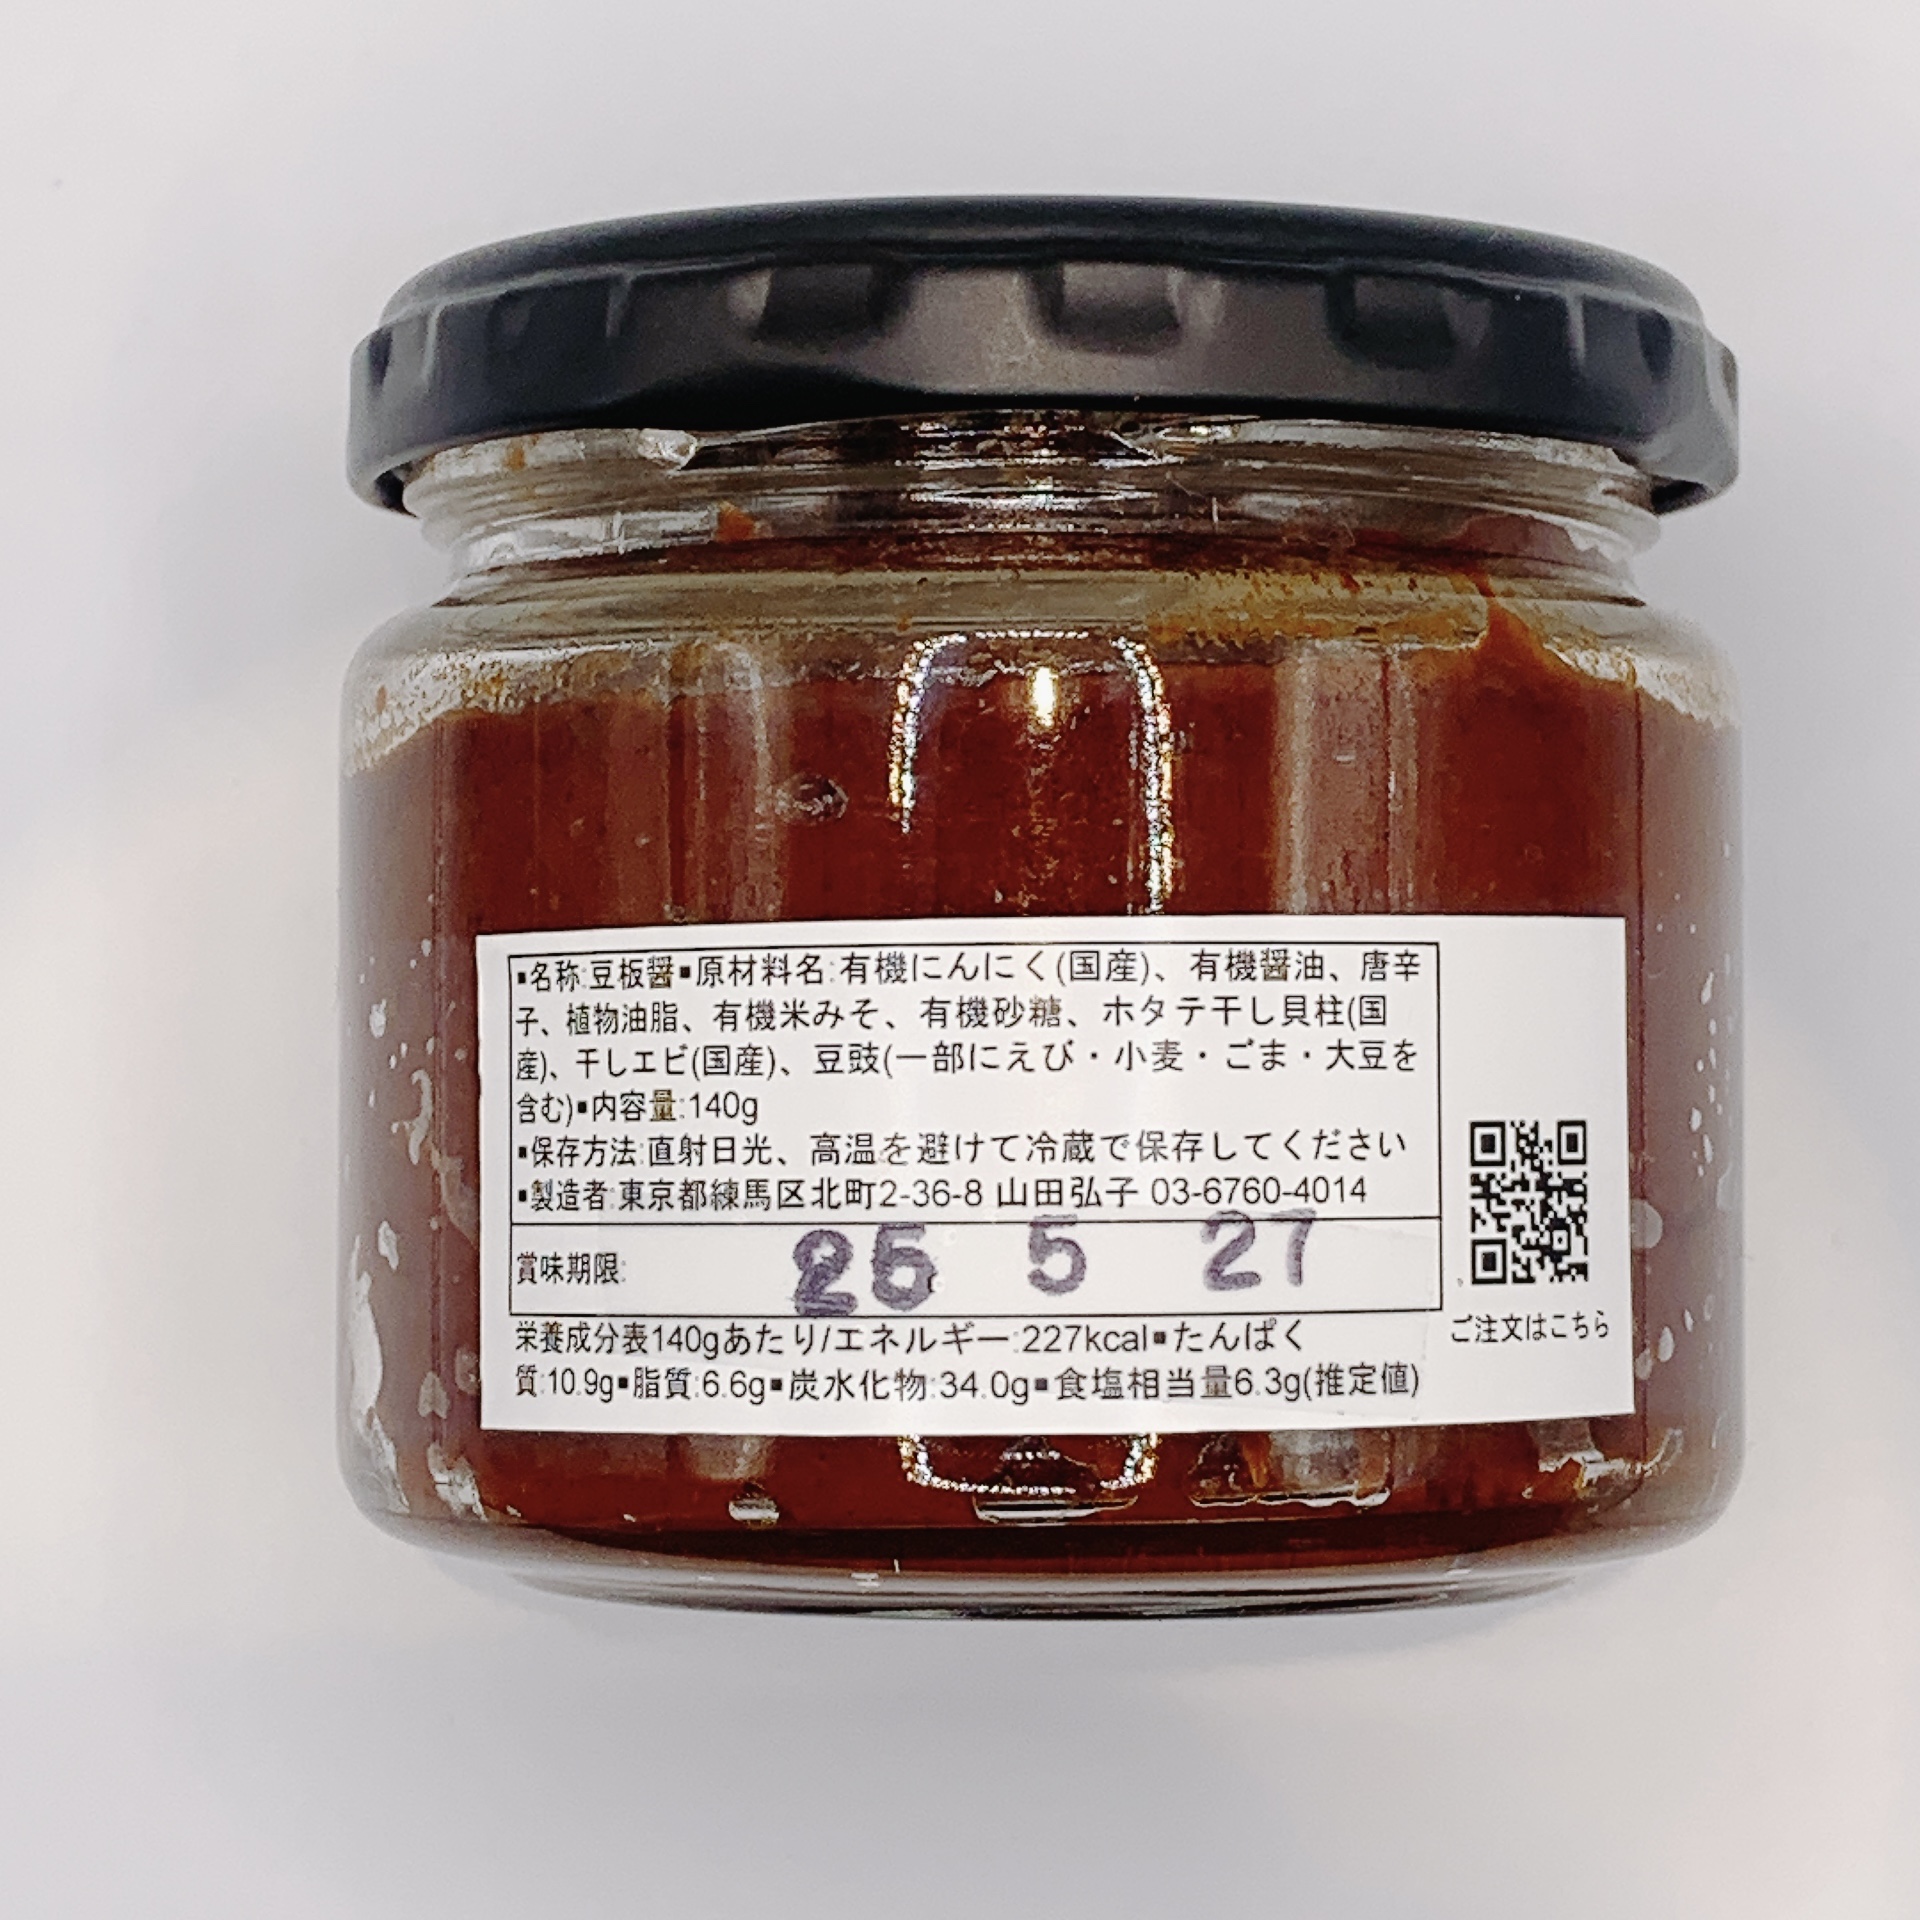 ▪名称:豆板醤▪原材料名:有機にんにく(国産)、有機醤油、唐辛
子、植物油脂、有機米みそ、有機砂糖、ホタテ干し貝柱(国
産)、干しエビ(国産)、豆豉(一部にえび・小麦・ごま・大豆を
含む)▪内容量:140g
▪保存方法:直射日光、高温を避けて冷蔵で保存してください
▪製造者:東京都練馬区北町2-36-8 山田弘子 03-6760-4014
賞味期限: 25 5 27
栄養成分表140gあたり/エネルギー:227kcal▪たんぱく
質:10.9g▪脂質:6.6g▪炭水化物:34.0g▪食塩相当量6.3g(推定値)
ご注文はこちら